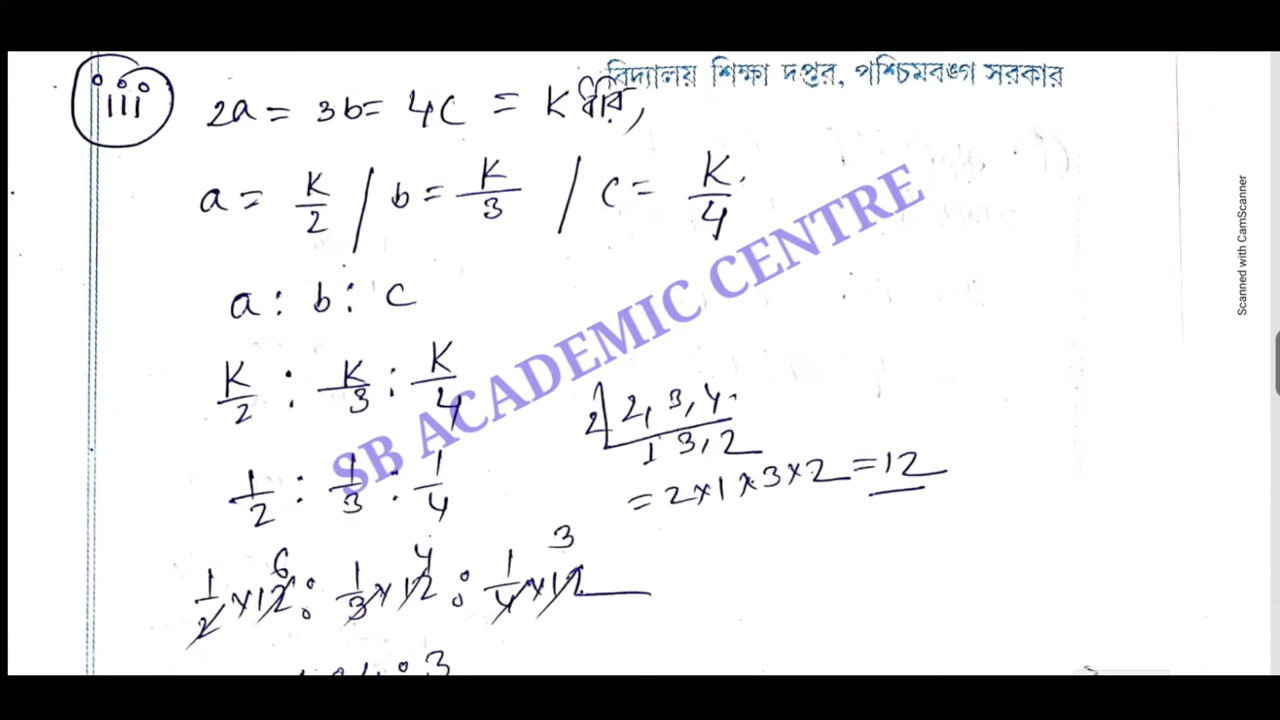 বিদ্যালয় শিক্ষা দপ্তর, পশ্চিমবঙ্গ সরকার
iii 2a = 3b = 4c = K ধরি,
a = K/2 / b = K/3 / c = K/4.
a : b : c
K/2 : K/3 : K/4
2 2, 3, 4.
1 3, 2
= 2×1×3×2 = 12
1/2 : 1/3 : 1/4
6 4 3
1/2 ×12 : 1/3 ×12 : 1/4 ×12
4 : 3
SB ACADEMIC CENTRE
Scanned with CamScanner